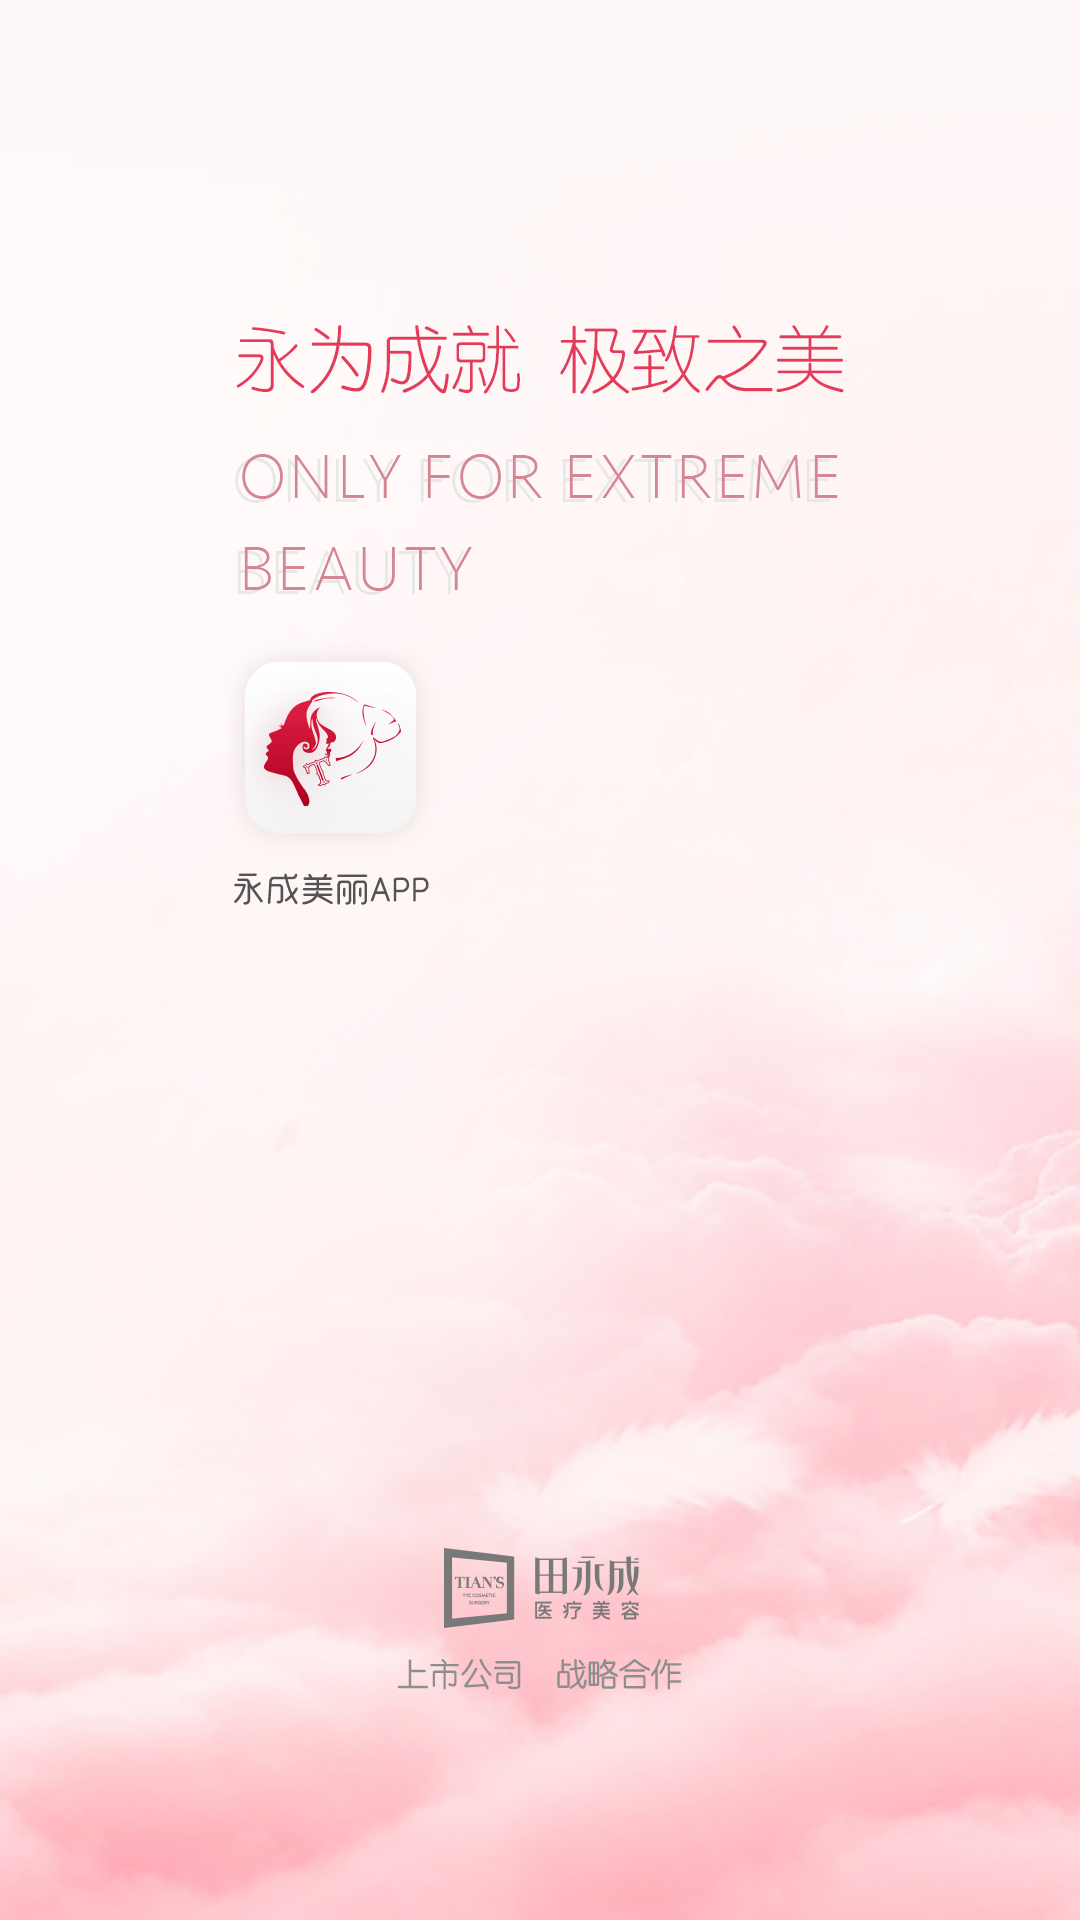 永为成就 极致之美
ONLY FOR EXTREME
BEAUTY
T
永成美丽APP
TIAN'S
TYC COSMETIC
SURGERY
田永成
医疗美容
上市公司 战略合作